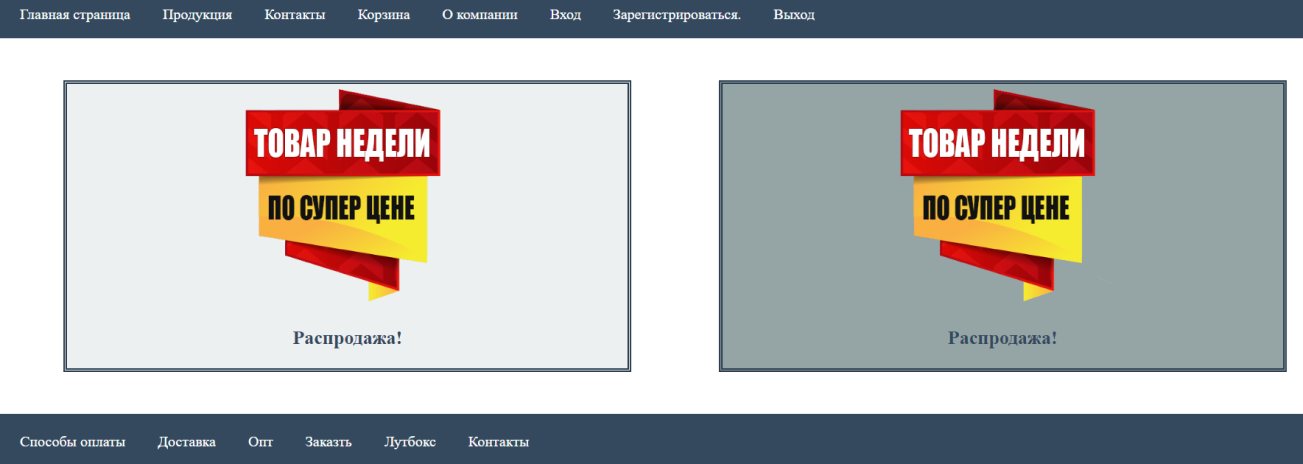 Главная страница Продукция Контакты Корзина О компании Вход Зарегистрироваться. Выход
ТОВАР НЕДЕЛИ
ПО СУПЕР ЦЕНЕ
Распродажа!
ТОВАР НЕДЕЛИ
ПО СУПЕР ЦЕНЕ
Распродажа!
Способы оплаты Доставка Опт Заказть Лутбокс Контакты